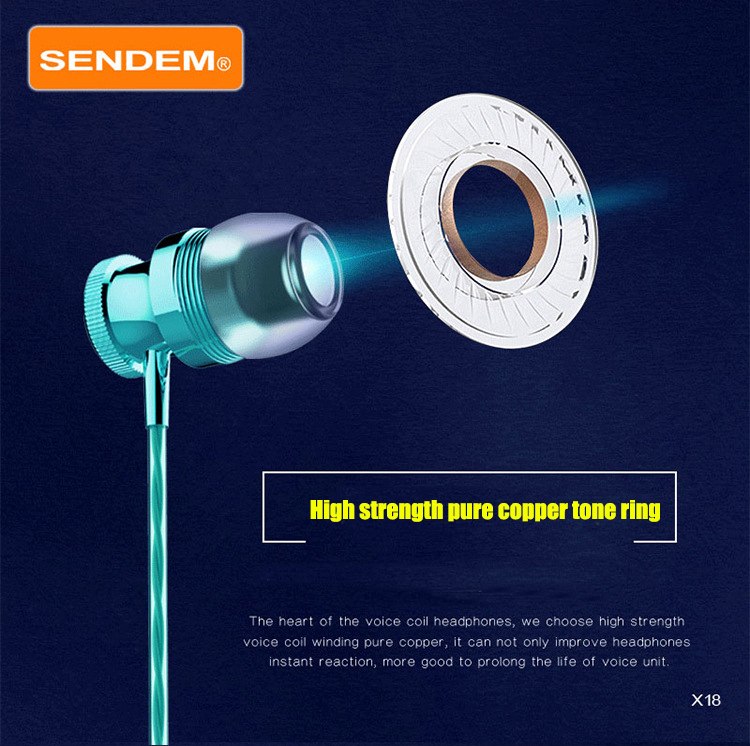 SENDEM®
High strength pure copper tone ring
The heart of the voice coil headphones, we choose high strength
voice coil winding pure copper, it can not only improve headphones
instant reaction, more good to prolong the life of voice unit.
X18